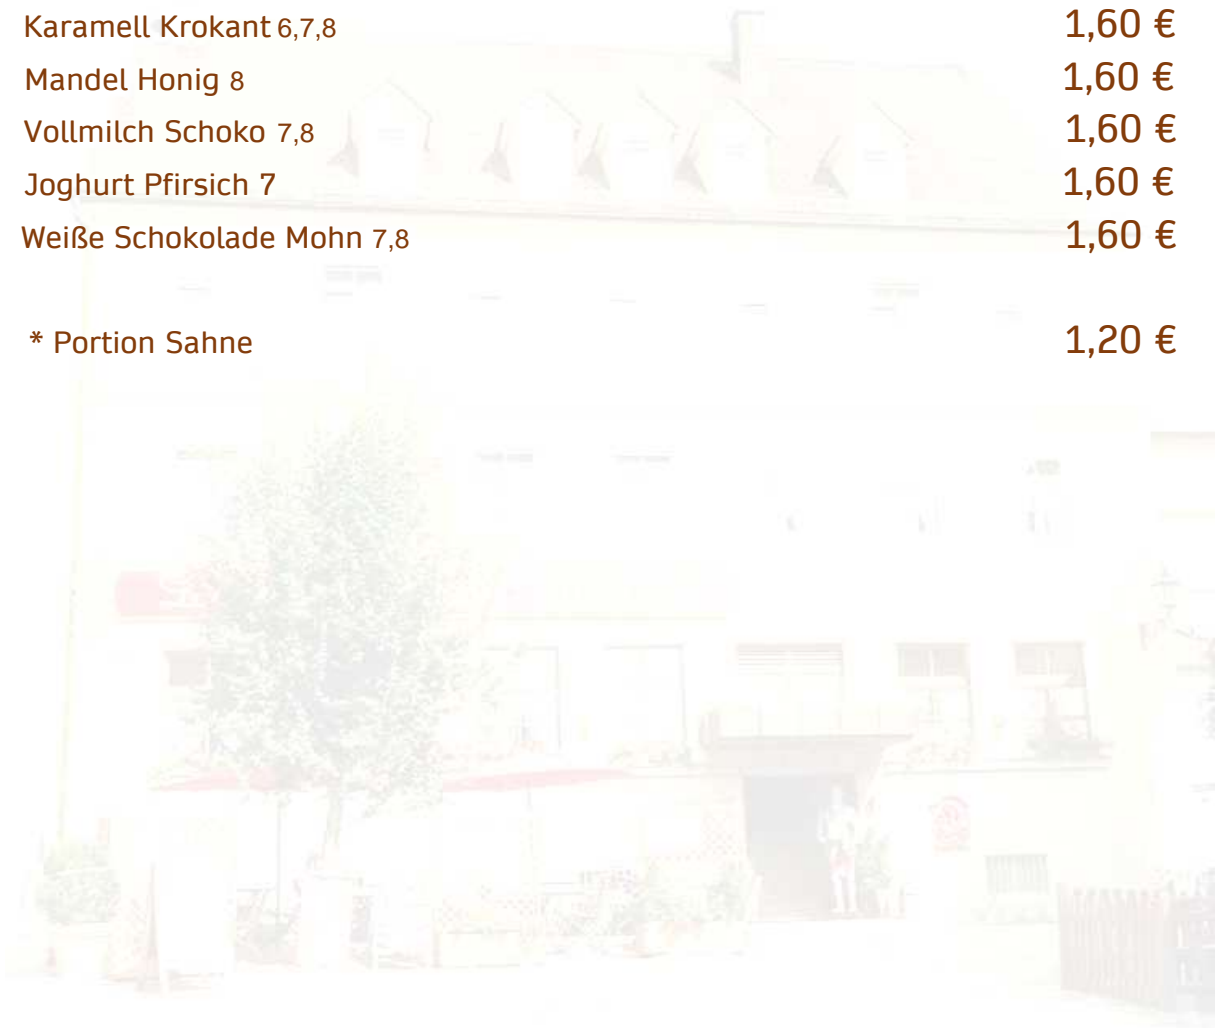 Karamell Krokant 6,7,8 1,60 €
Mandel Honig 8 1,60 €
Vollmilch Schoko 7,8 1,60 €
Joghurt Pfirsich 7 1,60 €
Weiße Schokolade Mohn 7,8 1,60 €
* Portion Sahne 1,20 €